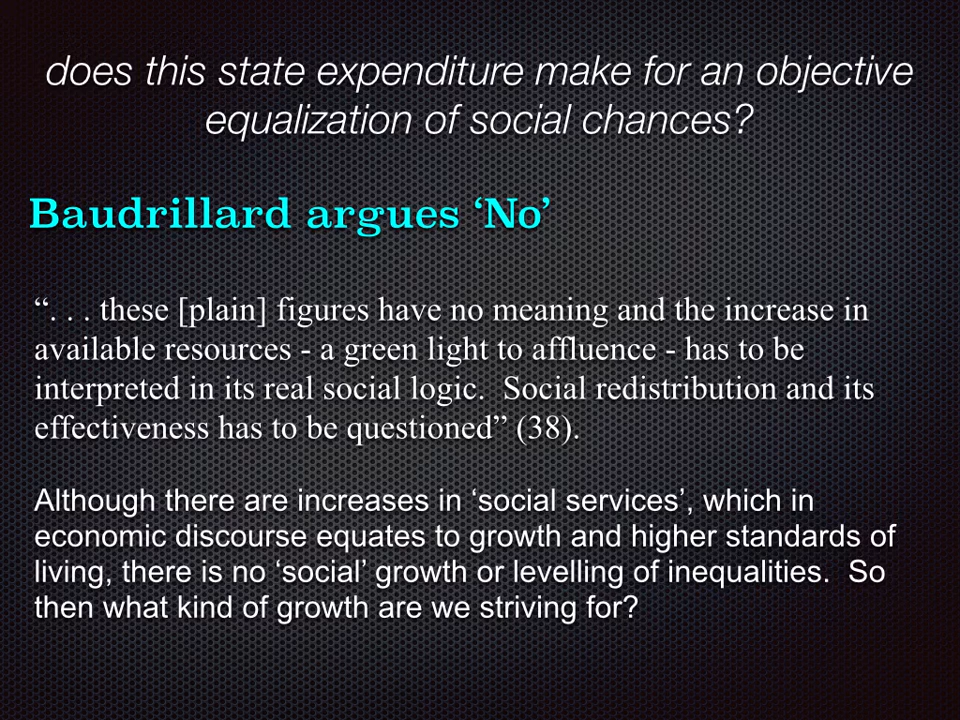 does this state expenditure make for an objective
equalization of social chances?
Baudrillard argues ‘No’
“. . . these [plain] figures have no meaning and the increase in
available resources - a green light to affluence - has to be
interpreted in its real social logic.  Social redistribution and its
effectiveness has to be questioned” (38).
Although there are increases in ‘social services’, which in
economic discourse equates to growth and higher standards of
living, there is no ‘social’ growth or levelling of inequalities.  So
then what kind of growth are we striving for?